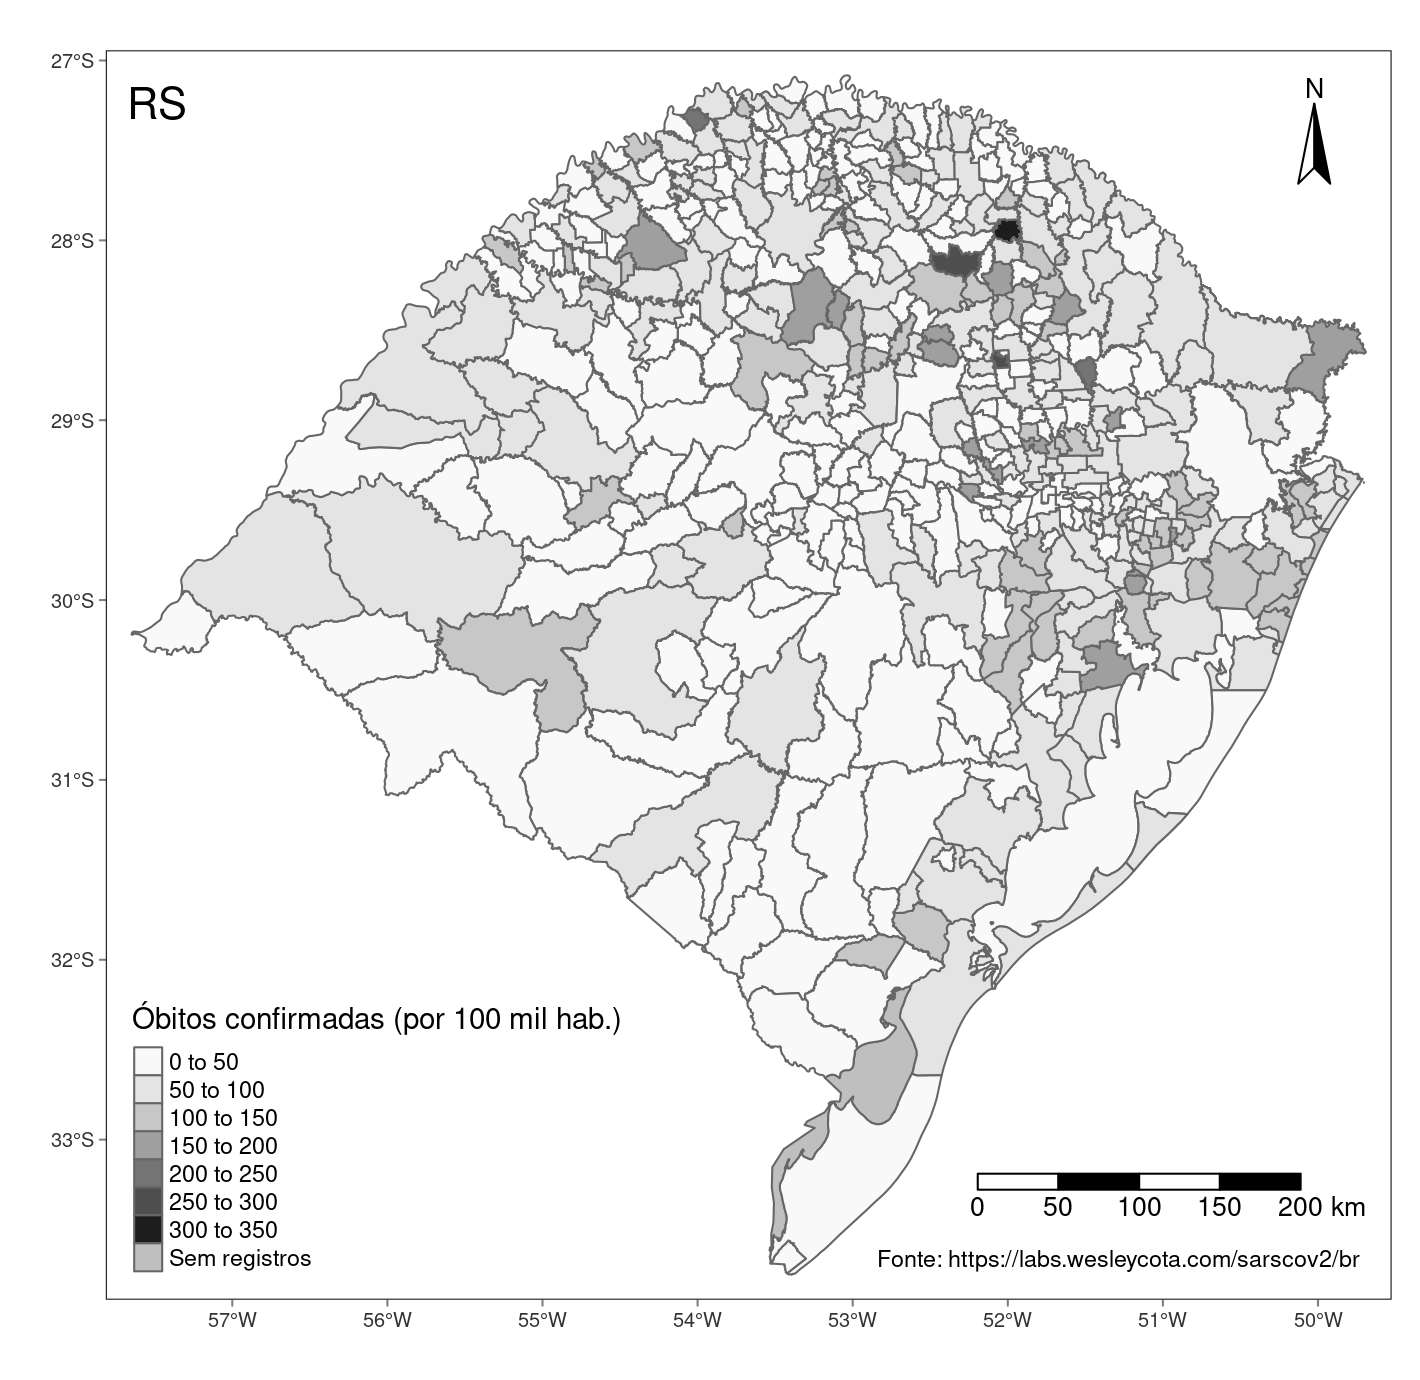 27°S
RS
N
28°S
29°S
30°S
31°S
32°S
33°S
Óbitos confirmadas (por 100 mil hab.)
0 to 50
50 to 100
100 to 150
150 to 200
200 to 250
250 to 300
300 to 350
Sem registros
0 50 100 150 200 km
Fonte: https://labs.wesleycota.com/sarscov2/br
57°W 56°W 55°W 54°W 53°W 52°W 51°W 50°W